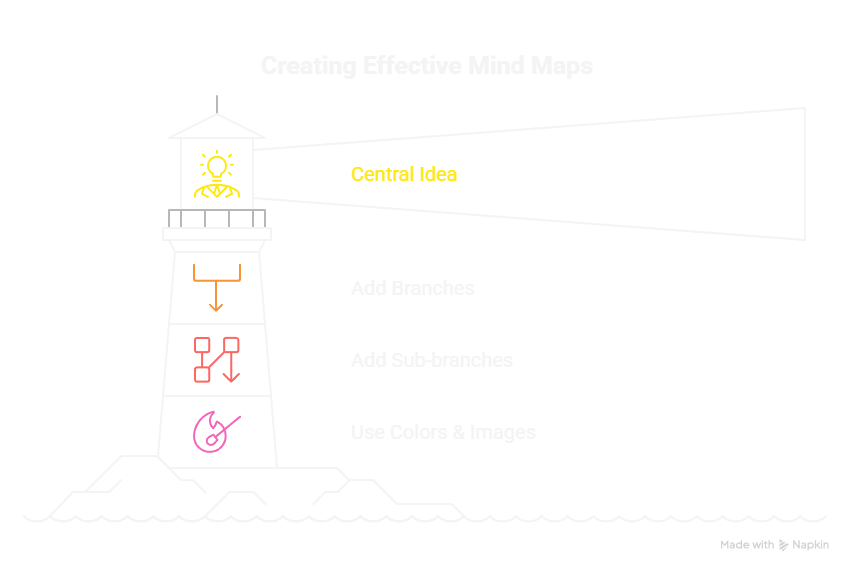 Creating Effective Mind Maps
Central Idea
Add Branches
Add Sub-branches
Use Colors & Images
Made with Napkin